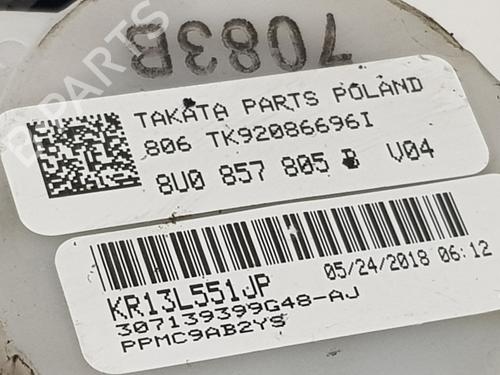 7083B
TAKATA PARTS POLAND
806 TK92086696I
8U0 857 805 V04
KR13L551JP
05/24/2018 06:12
307139399G48-AJ
PPMC9AB2YS
B PARTS